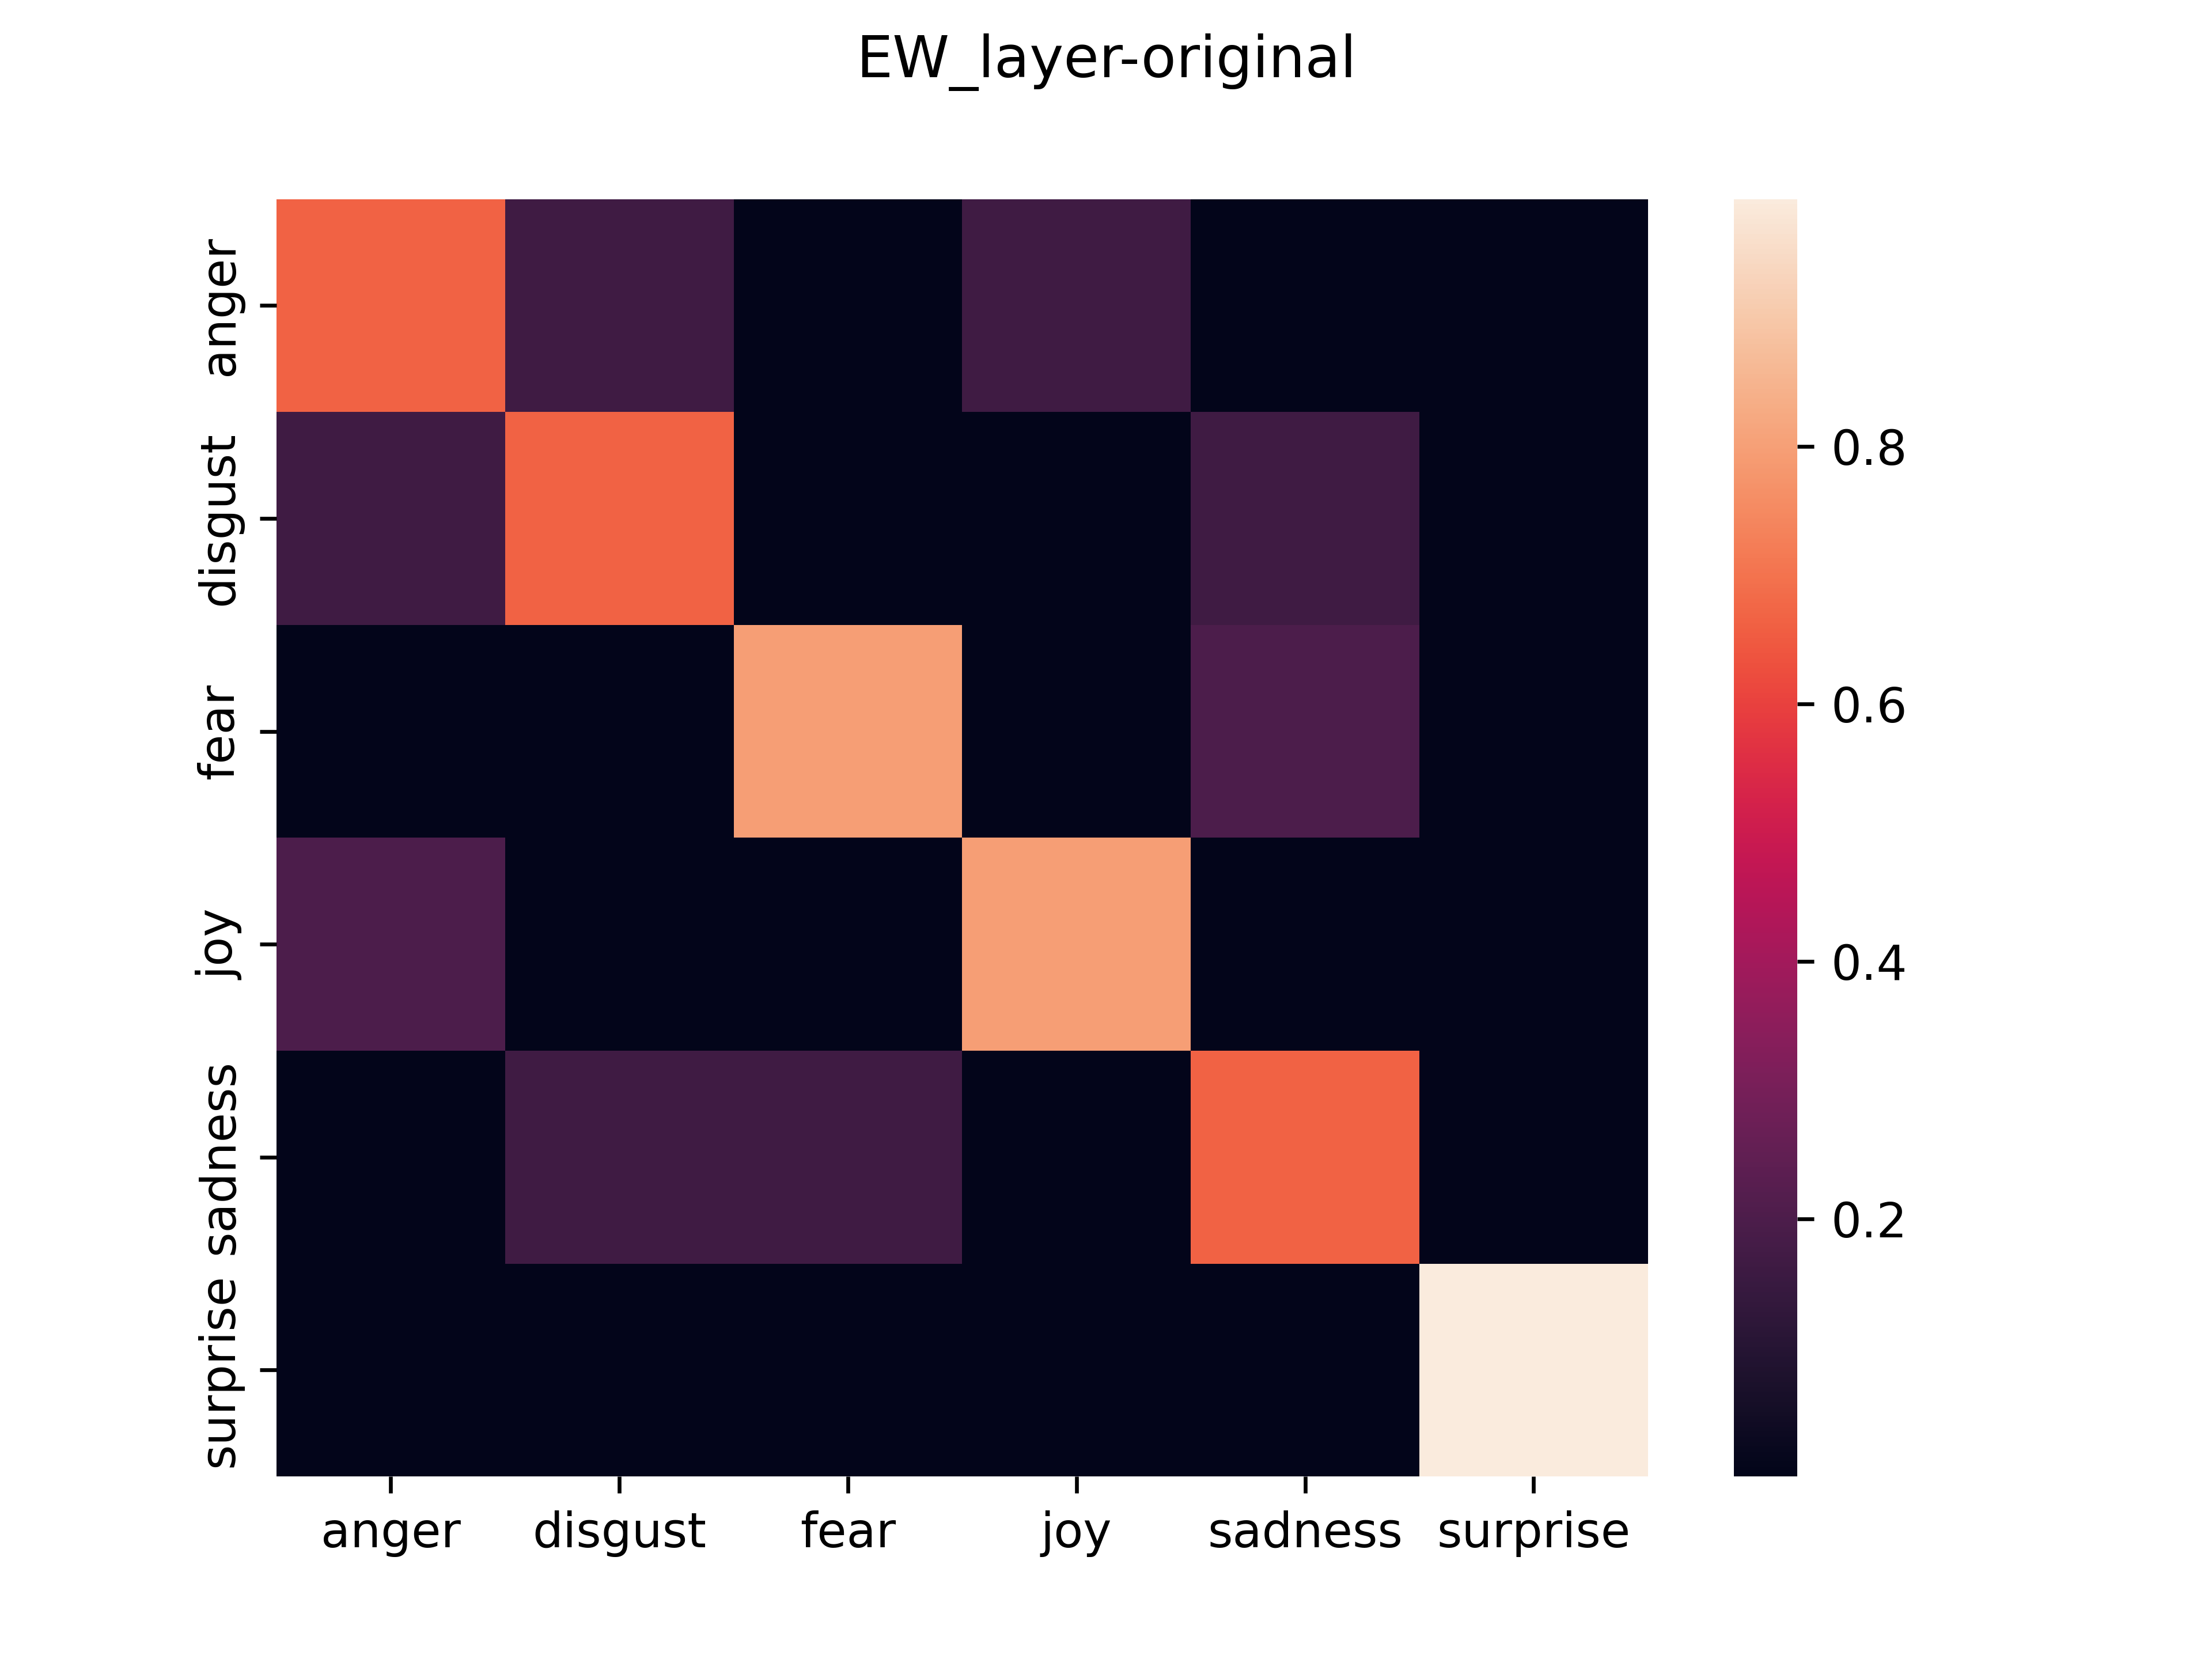 EW_layer-original
anger
disgust
fear
joy
sadness
surprise
anger disgust fear joy sadness surprise
0.8
0.6
0.4
0.2